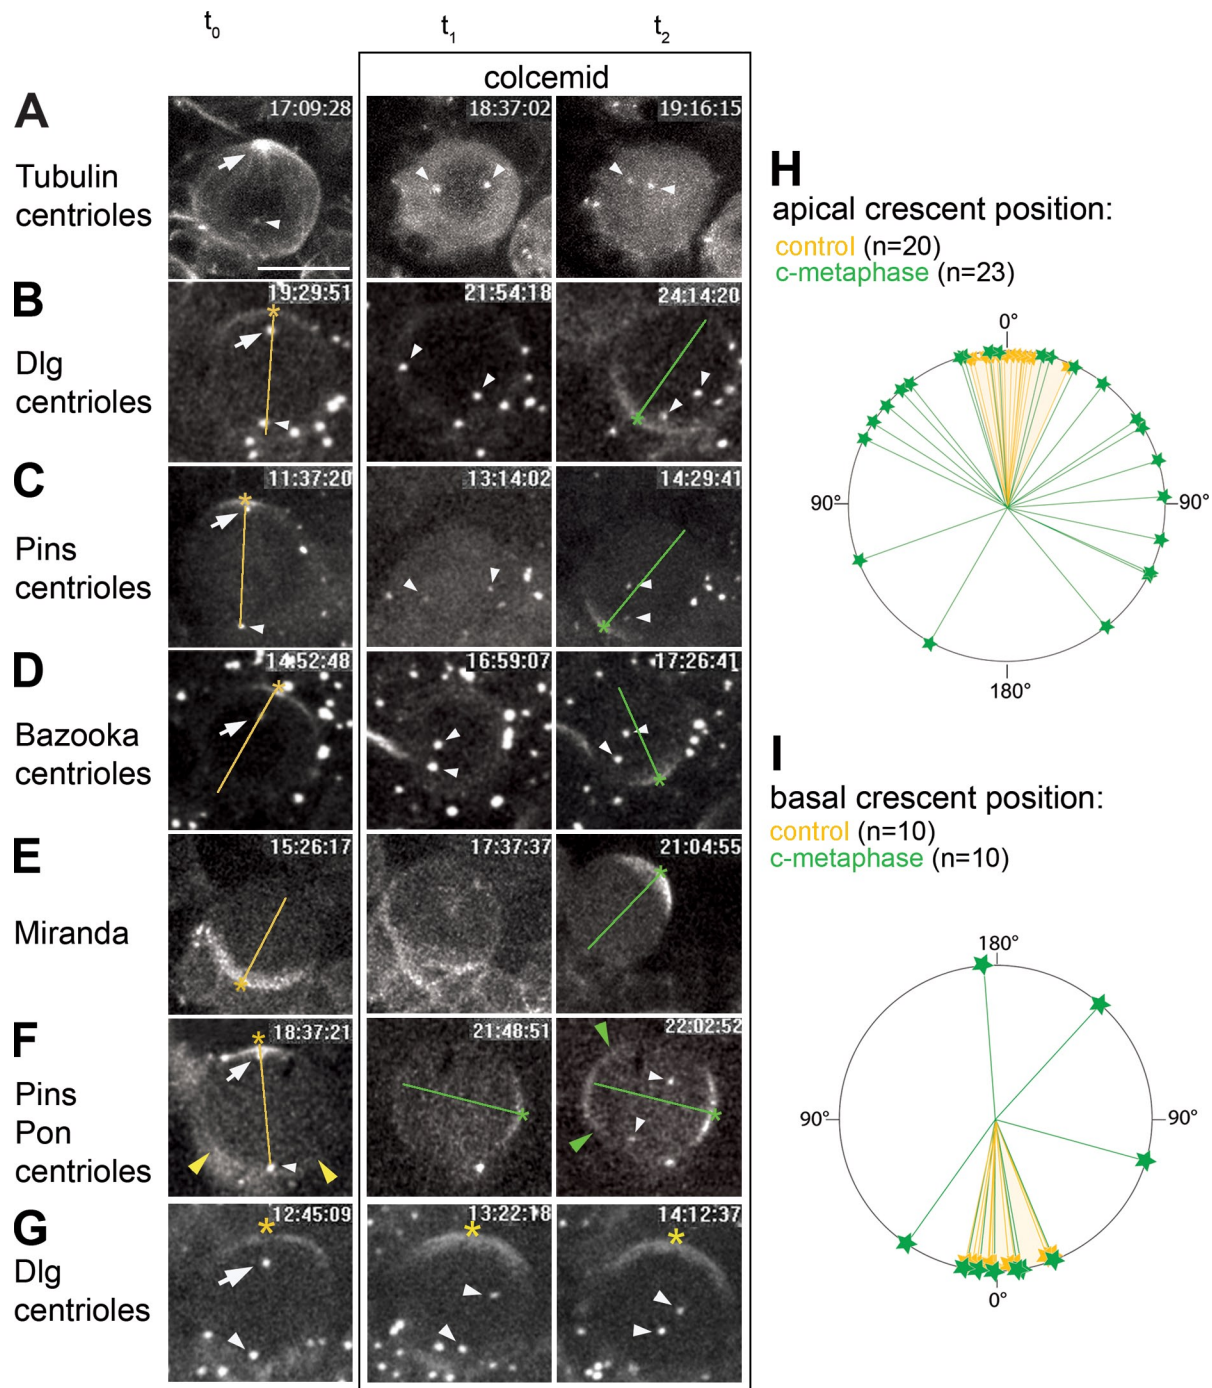 t0
t1
t2
colcemid
A
Tubulin
centrioles
17:09:28
18:37:02
19:16:15
B
Dlg
centrioles
19:29:51
21:54:18
24:14:20
C
Pins
centrioles
11:37:20
13:14:02
14:29:41
D
Bazooka
centrioles
14:52:48
16:59:07
17:26:41
E
Miranda
15:26:17
17:37:37
21:04:55
F
Pins
Pon
centrioles
18:37:21
21:48:51
22:02:52
G
Dlg
centrioles
12:45:09
13:22:18
14:12:37
H
apical crescent position:
control (n=20)
c-metaphase (n=23)
0°
90°
90°
180°
I
basal crescent position:
control (n=10)
c-metaphase (n=10)
180°
90°
90°
0°